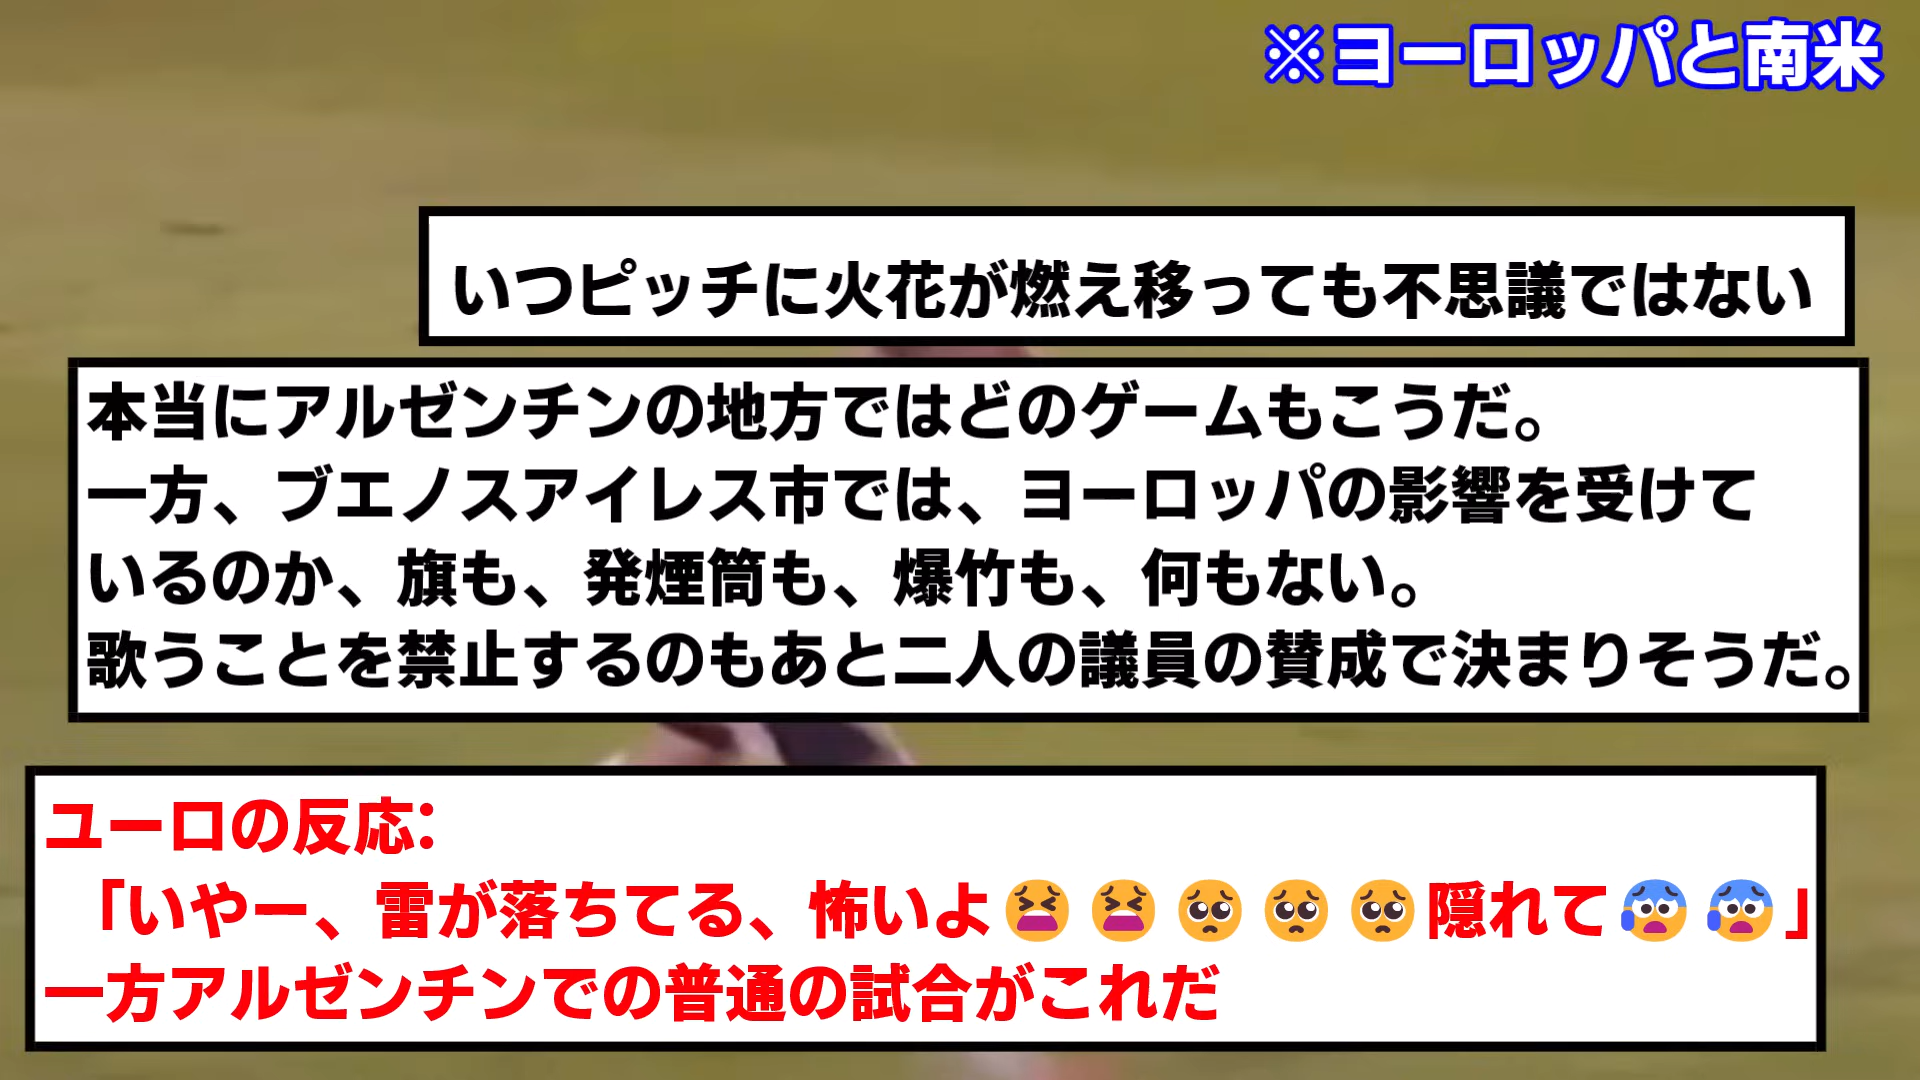 ※ヨーロッパと南米
いつピッチに火花が燃え移っても不思議ではない
本当にアルゼンチンの地方ではどのゲームもこうだ。
一方、ブエノスアイレス市では、ヨーロッパの影響を受けて
いるのか、旗も、発煙筒も、爆竹も、何もない。
歌うことを禁止するのもあと二人の議員の賛成で決まりそうだ。
ユーロの反応:
「いやー、雷が落ちてる、怖いよ😫😫🥺🥺🥺隠れて😰😰」
一方アルゼンチンでの普通の試合がこれだ